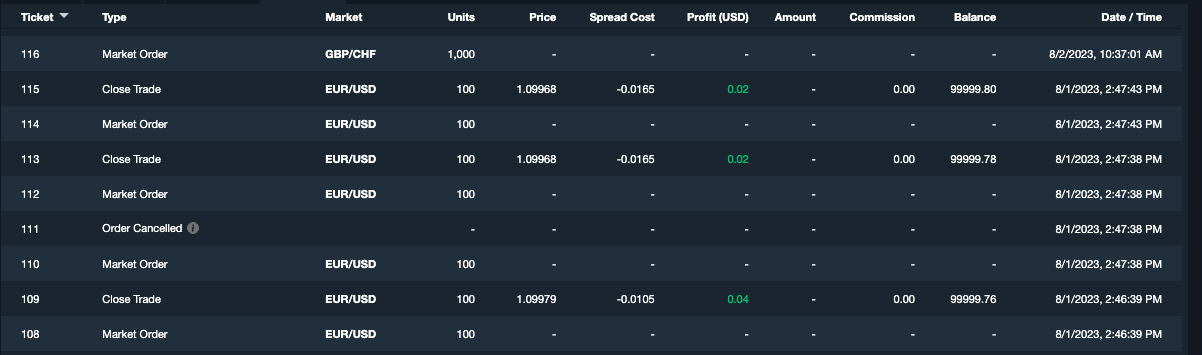 Ticket Type Market Units Price Spread Cost Profit (USD) Amount Commission Balance Date / Time
116 Market Order GBP/CHF 1,000 - - - - - - 8/2/2023, 10:37:01 AM
115 Close Trade EUR/USD 100 1.09968 -0.0165 0.02 - 0.00 99999.80 8/1/2023, 2:47:43 PM
114 Market Order EUR/USD 100 - - - - - - 8/1/2023, 2:47:43 PM
113 Close Trade EUR/USD 100 1.09968 -0.0165 0.02 - 0.00 99999.78 8/1/2023, 2:47:38 PM
112 Market Order EUR/USD 100 - - - - - - 8/1/2023, 2:47:38 PM
111 Order Cancelled i - - - - - - - 8/1/2023, 2:47:38 PM
110 Market Order EUR/USD 100 - - - - - - 8/1/2023, 2:47:38 PM
109 Close Trade EUR/USD 100 1.09979 -0.0105 0.04 - 0.00 99999.76 8/1/2023, 2:46:39 PM
108 Market Order EUR/USD 100 - - - - - - 8/1/2023, 2:46:39 PM